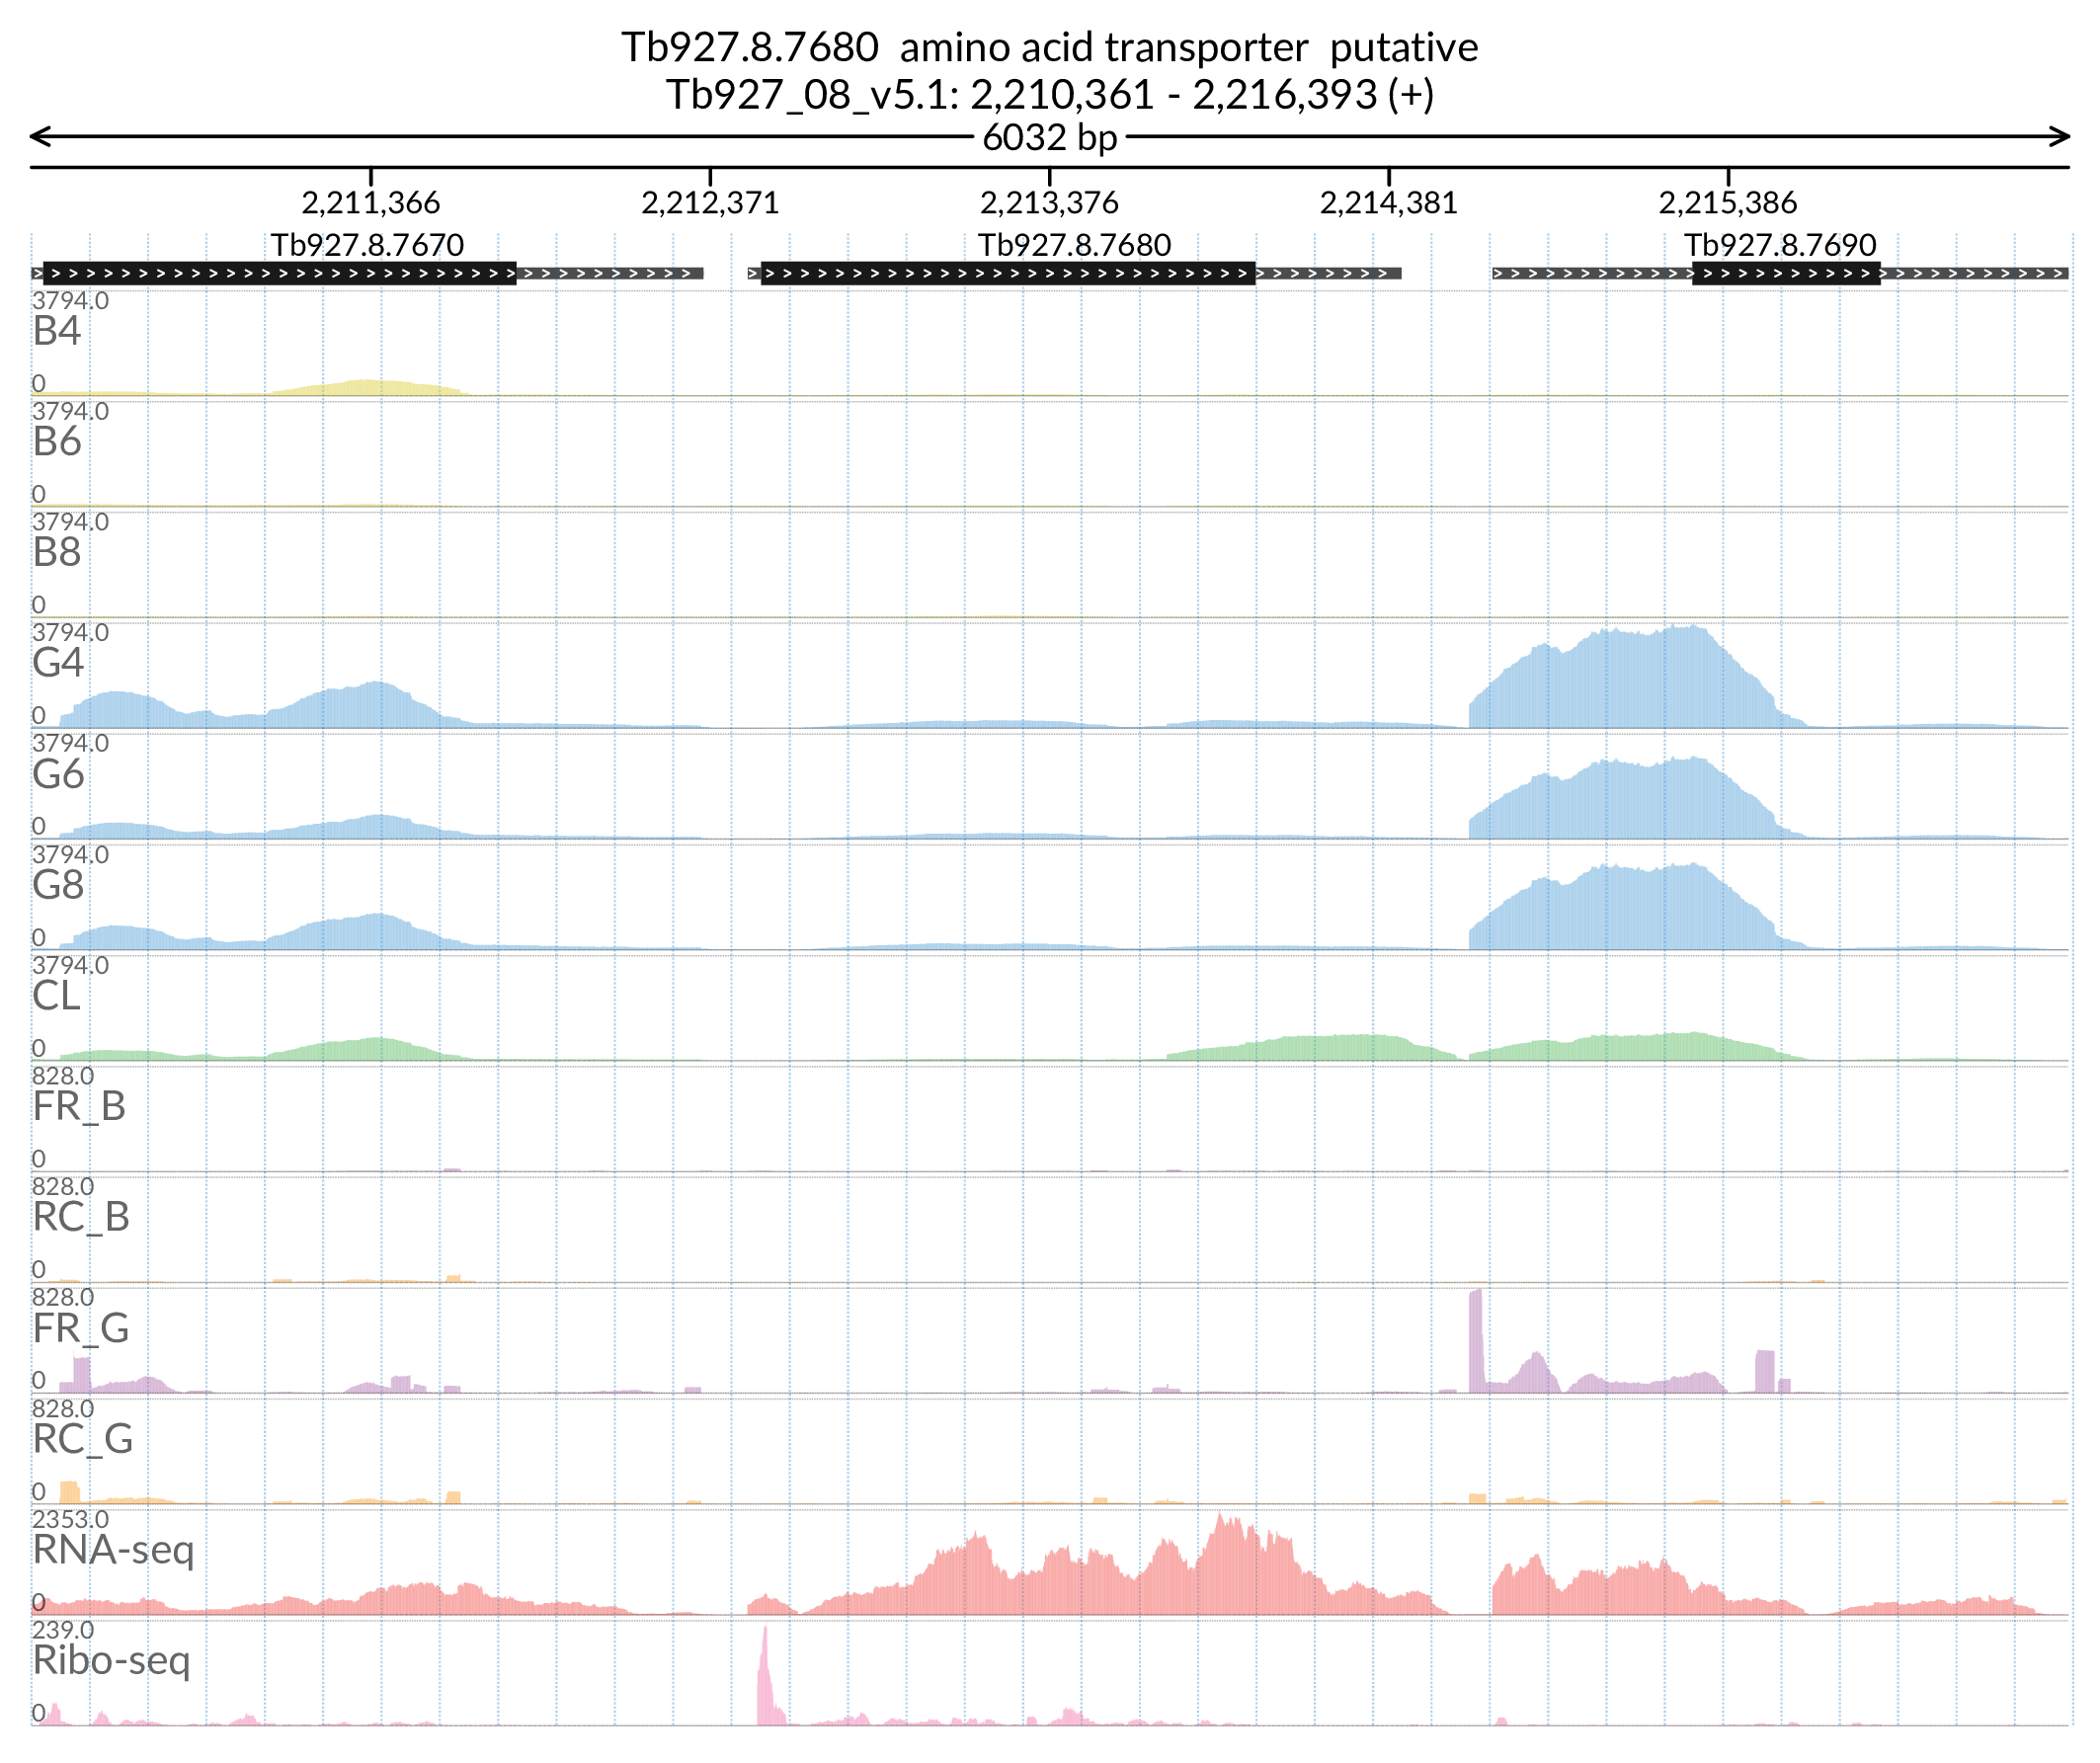 Tb927.8.7680 amino acid transporter putative
Tb927_08_v5.1: 2,210,361 - 2,216,393 (+)
6032 bp
2,211,366 2,212,371 2,213,376 2,214,381 2,215,386
Tb927.8.7670 Tb927.8.7680 Tb927.8.7690
3794.0
B4
0
3794.0
B6
0
3794.0
B8
0
3794.0
G4
0
3794.0
G6
0
3794.0
G8
0
3794.0
CL
0
828.0
FR_B
0
828.0
RC_B
0
828.0
FR_G
0
828.0
RC_G
0
2353.0
RNA-seq
0
239.0
Ribo-seq
0